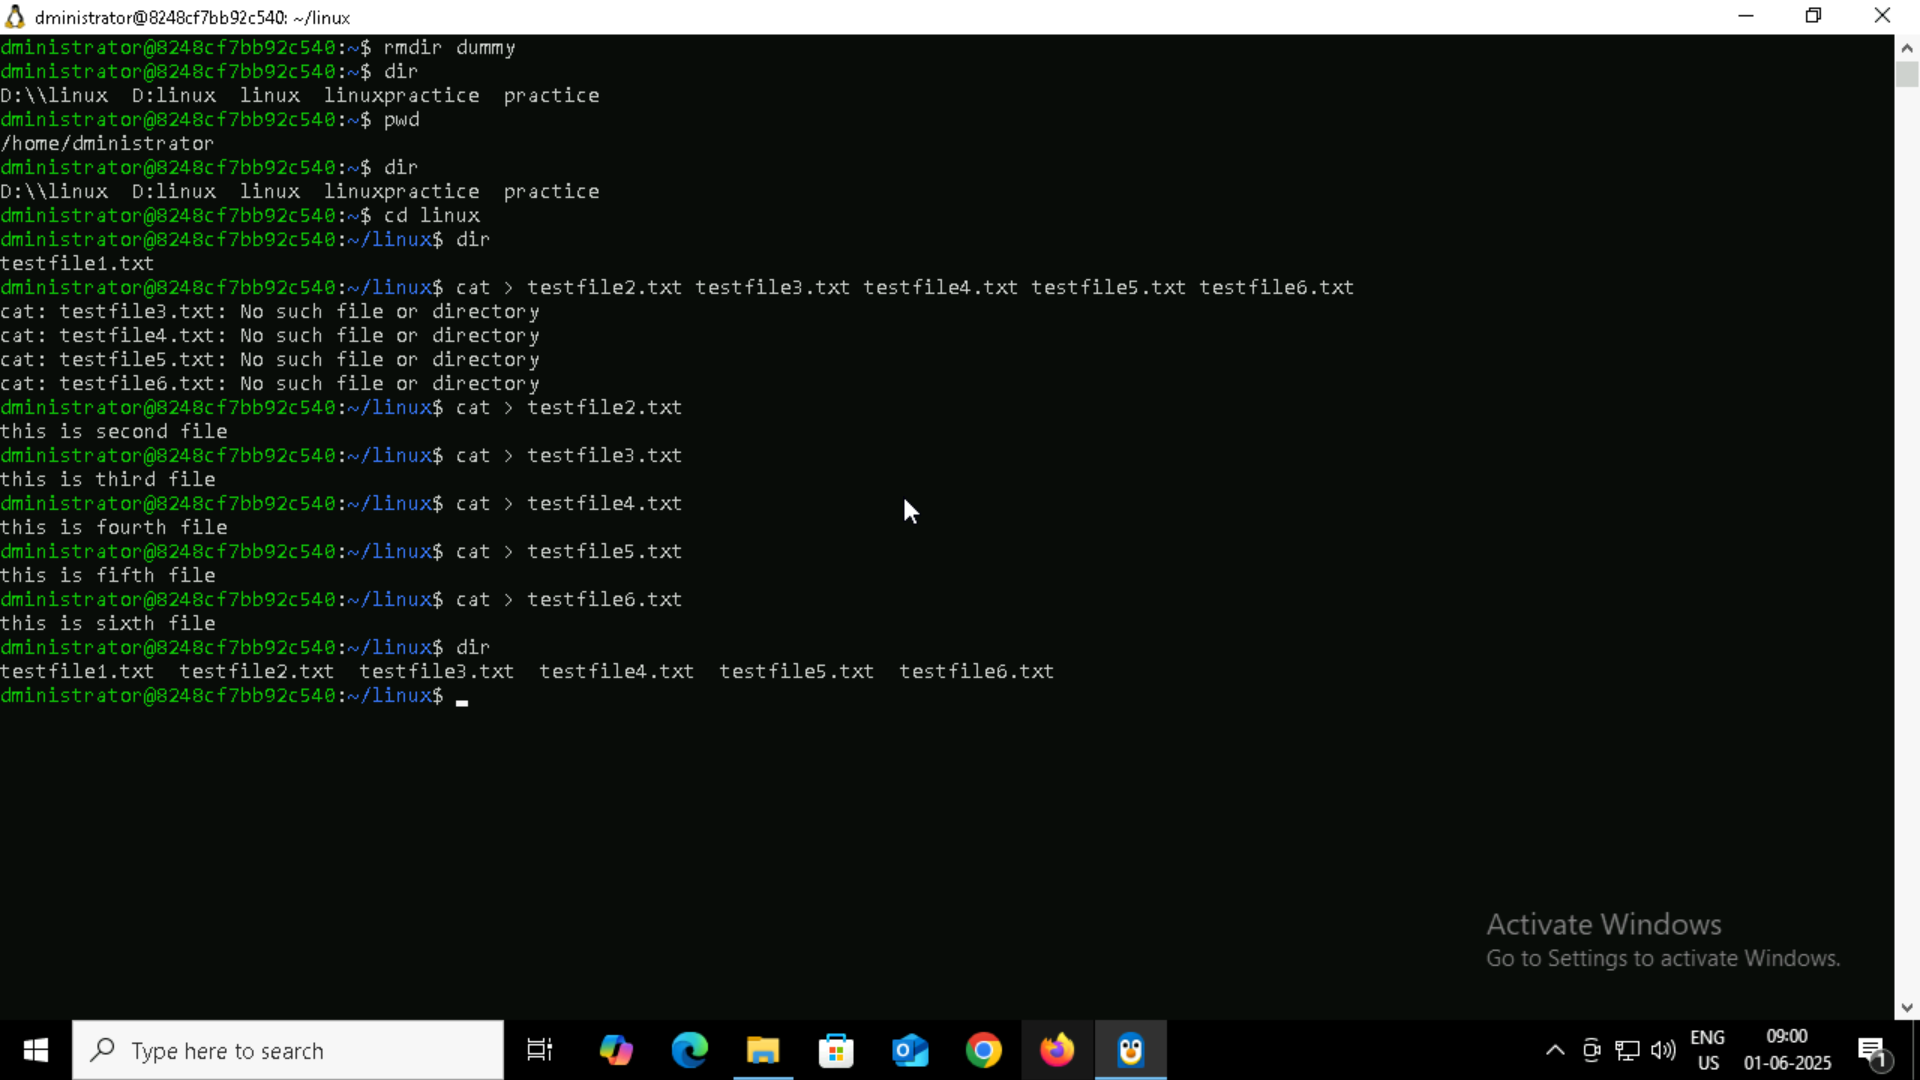 dministrator@8248cf7bb92c540: ~/linux
dministrator@8248cf7bb92c540:~$ rmdir dummy
dministrator@8248cf7bb92c540:~$ dir
D:\\linux  D:linux  linux  linuxpractice  practice
dministrator@8248cf7bb92c540:~$ pwd
/home/dministrator
dministrator@8248cf7bb92c540:~$ dir
D:\\linux  D:linux  linux  linuxpractice  practice
dministrator@8248cf7bb92c540:~$ cd linux
dministrator@8248cf7bb92c540:~/linux$ dir
testfile1.txt
dministrator@8248cf7bb92c540:~/linux$ cat > testfile2.txt testfile3.txt testfile4.txt testfile5.txt testfile6.txt
cat: testfile3.txt: No such file or directory
cat: testfile4.txt: No such file or directory
cat: testfile5.txt: No such file or directory
cat: testfile6.txt: No such file or directory
dministrator@8248cf7bb92c540:~/linux$ cat > testfile2.txt
this is second file
dministrator@8248cf7bb92c540:~/linux$ cat > testfile3.txt
this is third file
dministrator@8248cf7bb92c540:~/linux$ cat > testfile4.txt
this is fourth file
dministrator@8248cf7bb92c540:~/linux$ cat > testfile5.txt
this is fifth file
dministrator@8248cf7bb92c540:~/linux$ cat > testfile6.txt
this is sixth file
dministrator@8248cf7bb92c540:~/linux$ dir
testfile1.txt  testfile2.txt  testfile3.txt  testfile4.txt  testfile5.txt  testfile6.txt
dministrator@8248cf7bb92c540:~/linux$
Activate Windows
Go to Settings to activate Windows.
Type here to search
ENG
US
09:00
01-06-2025
1